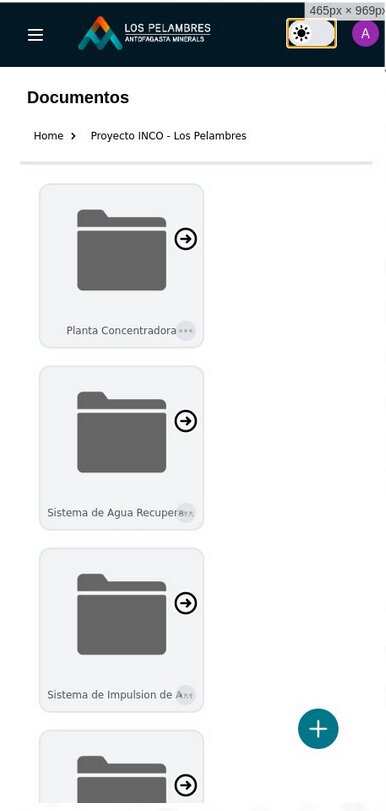 465px × 969px
LOS PELAMBRES
ANTOFAGASTA MINERALS
A
Documentos
Home > Proyecto INCO - Los Pelambres
Planta Concentradora
Sistema de Agua Recupera...
Sistema de Impulsion de A...